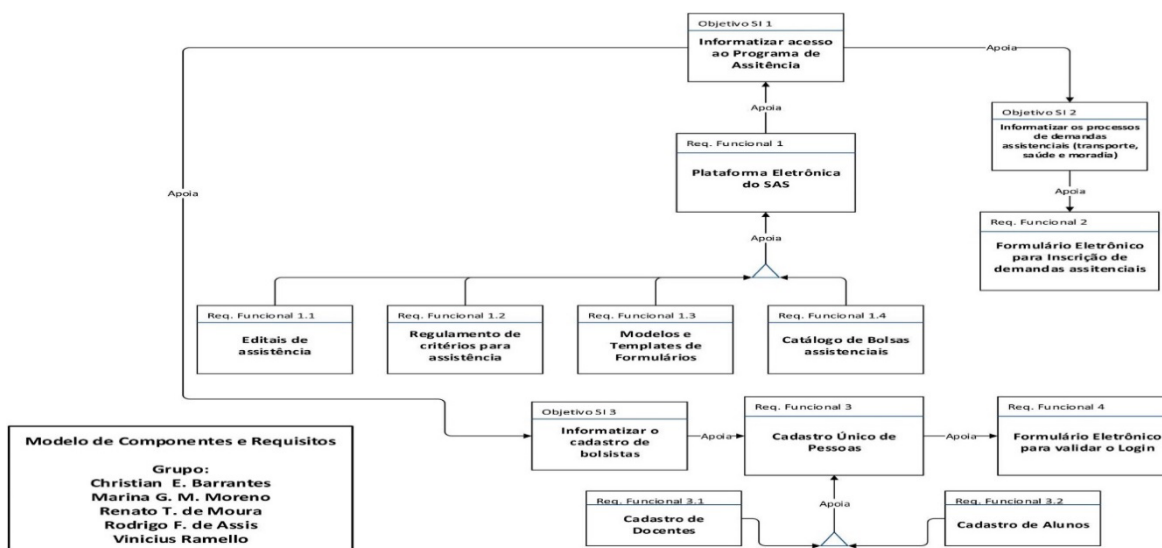 Objetivo SI 1
Informatizar acesso
ao Programa de
Assitência
Apoia
Apoia
Objetivo SI 2
Informatizar os processos
de demandas
assistenciais (transporte,
saúde e moradia)
Req. Funcional 1
Plataforma Eletrônica
do SAS
Apoia
Apoia
Req. Funcional 2
Formulário Eletrônico
para Inscrição de
demandas assitenciais
Apoia
Req. Funcional 1.1
Editais de
assistência
Req. Funcional 1.2
Regulamento de
critérios para
assistência
Req. Funcional 1.3
Modelos e
Templates de
Formulários
Req. Funcional 1.4
Catálogo de Bolsas
assistenciais
Objetivo SI 3
Informatizar o
cadastro de
bolsistas
Apoia
Req. Funcional 3
Cadastro Único de
Pessoas
Apoia
Req. Funcional 4
Formulário Eletrônico
para validar o Login
Apoia
Req. Funcional 3.1
Cadastro de
Docentes
Req. Funcional 3.2
Cadastro de Alunos
Modelo de Componentes e Requisitos
Grupo:
Christian E. Barrantes
Marina G. M. Moreno
Renato T. de Moura
Rodrigo F. de Assis
Vinicius Ramello